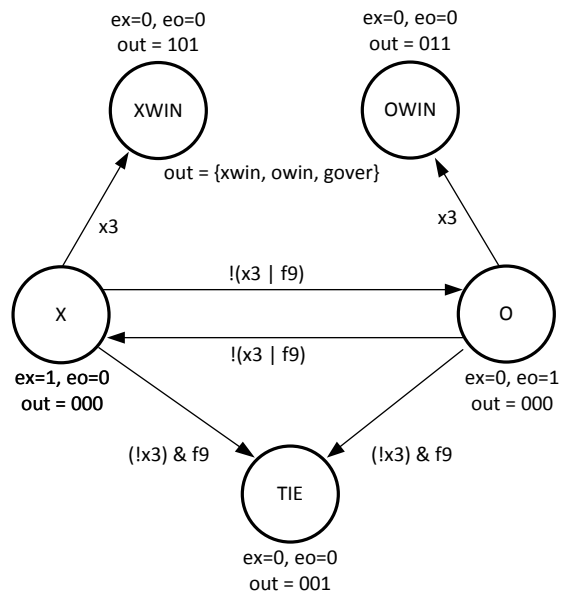 ex=0, eo=0
out = 101
ex=0, eo=0
out = 011
XWIN
OWIN
out = {xwin, owin, gover}
x3
x3
!(x3 | f9)
X
O
!(x3 | f9)
ex=1, eo=0
out = 000
ex=0, eo=1
out = 000
(!x3) & f9
(!x3) & f9
TIE
ex=0, eo=0
out = 001